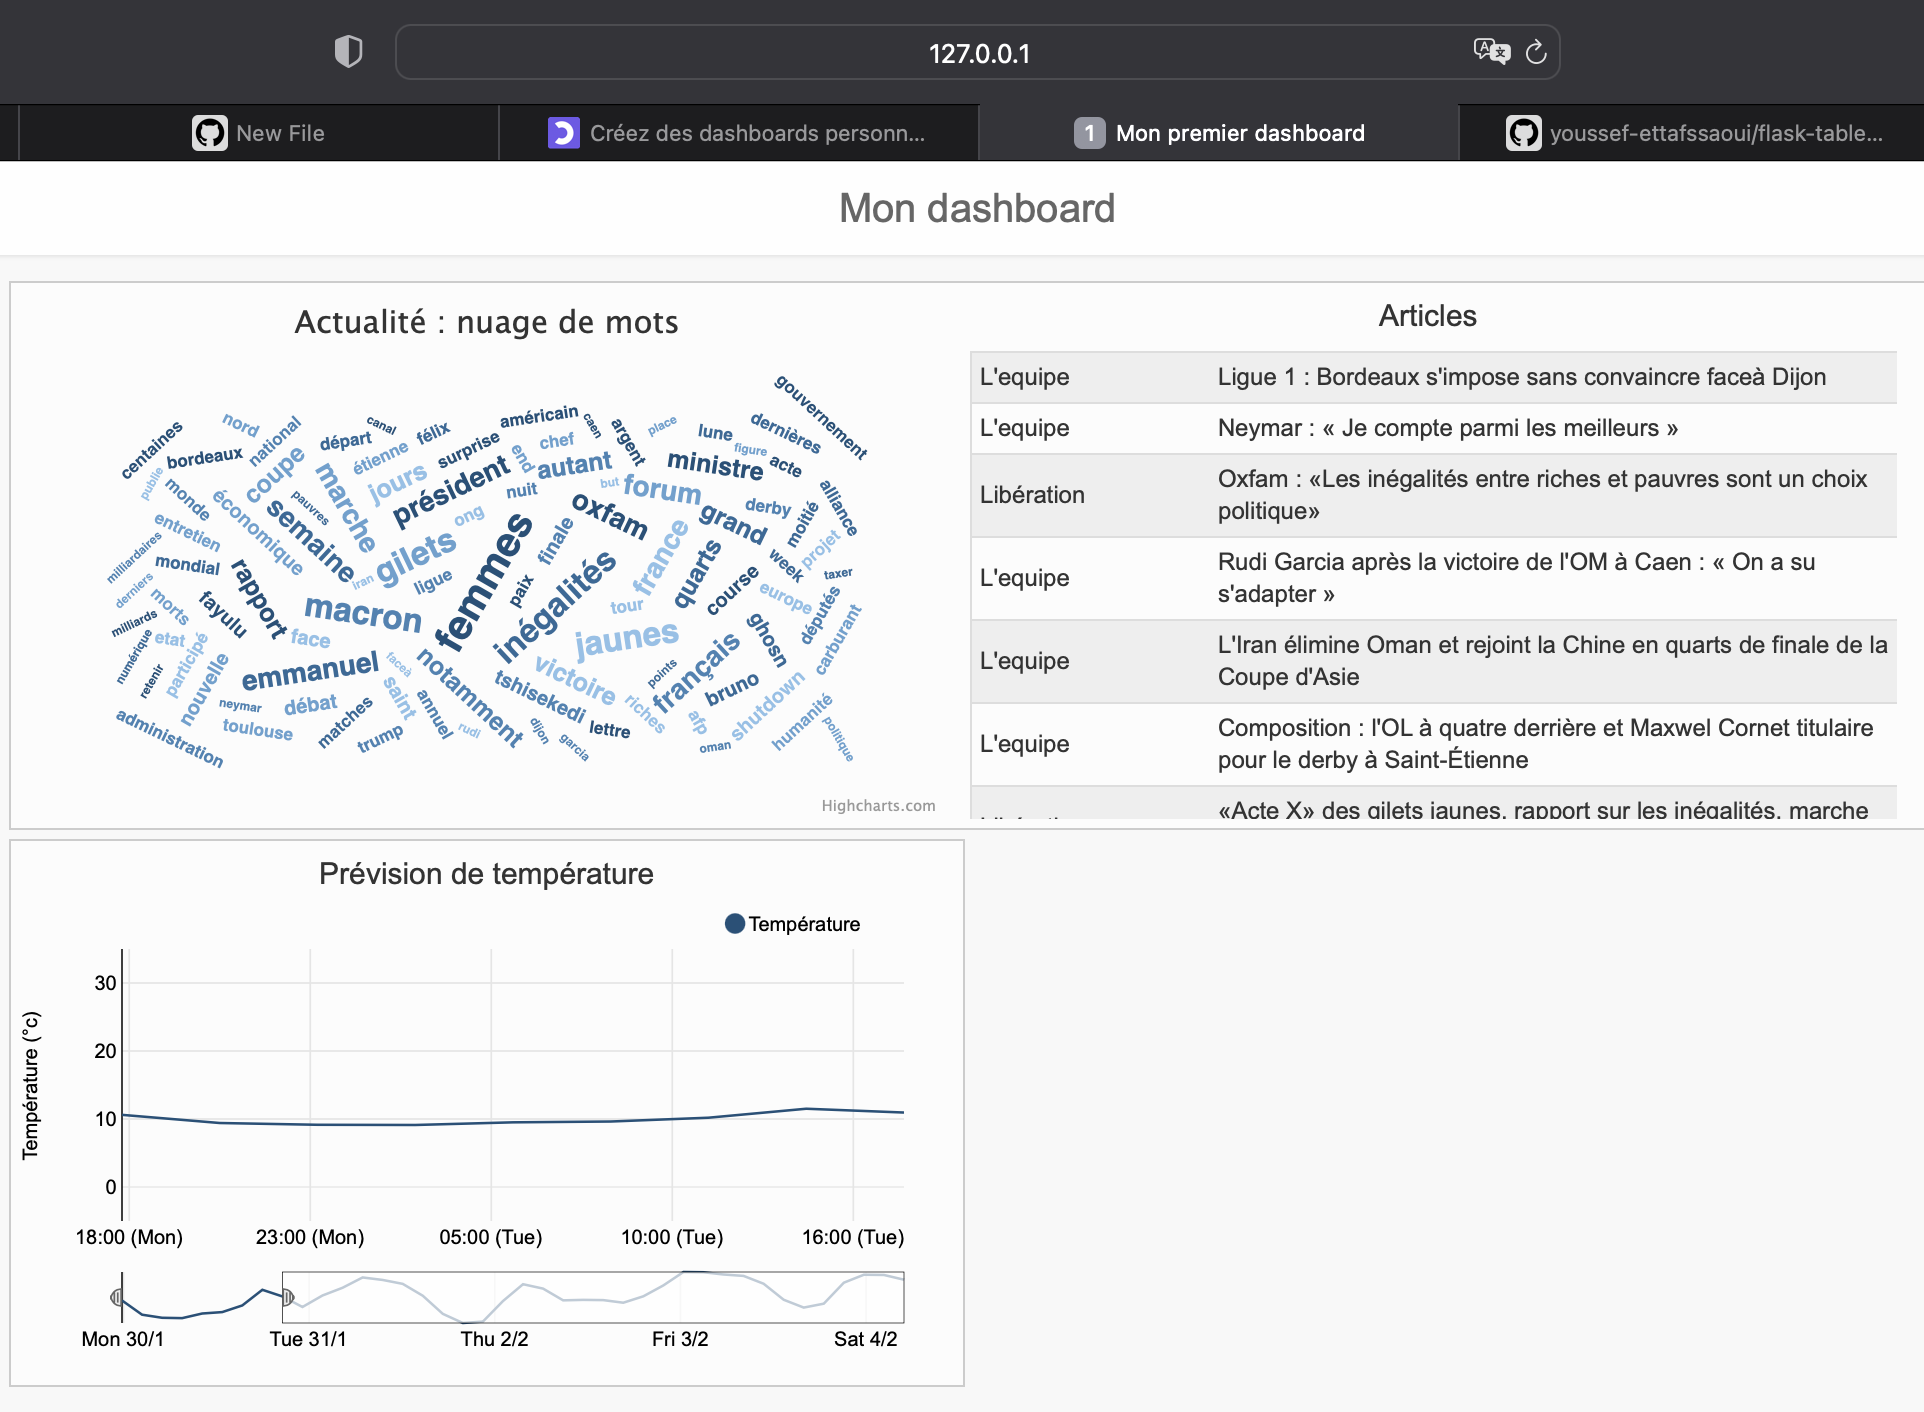 127.0.0.1
New File
Créez des dashboards personn...
1 Mon premier dashboard
youssef-ettafssaoui/flask-table...
Mon dashboard
Actualité : nuage de mots
gouvernement
centaines
nord
national
canal
félix
américain
caen
argent
place
lune
dernières
bordeaux
départ
étienne
surprise
end
chef
figure
acte
publie
coupe
marche
jours
président
autant
ministre
monde
économique
pauvres
nuit
but
forum
derby
moitié
alliance
entretien
semaine
ong
oxfam
grand
milliardaires
mondial
gilets
femmes
finale
france
quarts
week
projet
derniers
morts
rapport
iran
ligue
paix
inégalités
course
taxer
milliards
fayulu
macron
tour
europe
députés
numérique
etat
participé
face
jaunes
ghosn
carburant
retenir
nouvelle
emmanuel
faceà
notamment
victoire
points
français
bruno
neymar
débat
saint
annuel
tshisekedi
riches
shutdown
humanité
administration
toulouse
matches
trump
rudi
dijon
garcia
lettre
afp
oman
politique
Highcharts.com
Articles
L'equipe Ligue 1 : Bordeaux s'impose sans convaincre faceà Dijon
L'equipe Neymar : « Je compte parmi les meilleurs »
Libération Oxfam : «Les inégalités entre riches et pauvres sont un choix
politique»
L'equipe Rudi Garcia après la victoire de l'OM à Caen : « On a su
s'adapter »
L'equipe L'Iran élimine Oman et rejoint la Chine en quarts de finale de la
Coupe d'Asie
L'equipe Composition : l'OL à quatre derrière et Maxwel Cornet titulaire
pour le derby à Saint-Étienne
«Acte X» des gilets jaunes, rapport sur les inégalités, marche
Prévision de température
Température
Température (°c)
30
20
10
0
18:00 (Mon) 23:00 (Mon) 05:00 (Tue) 10:00 (Tue) 16:00 (Tue)
Mon 30/1 Tue 31/1 Thu 2/2 Fri 3/2 Sat 4/2